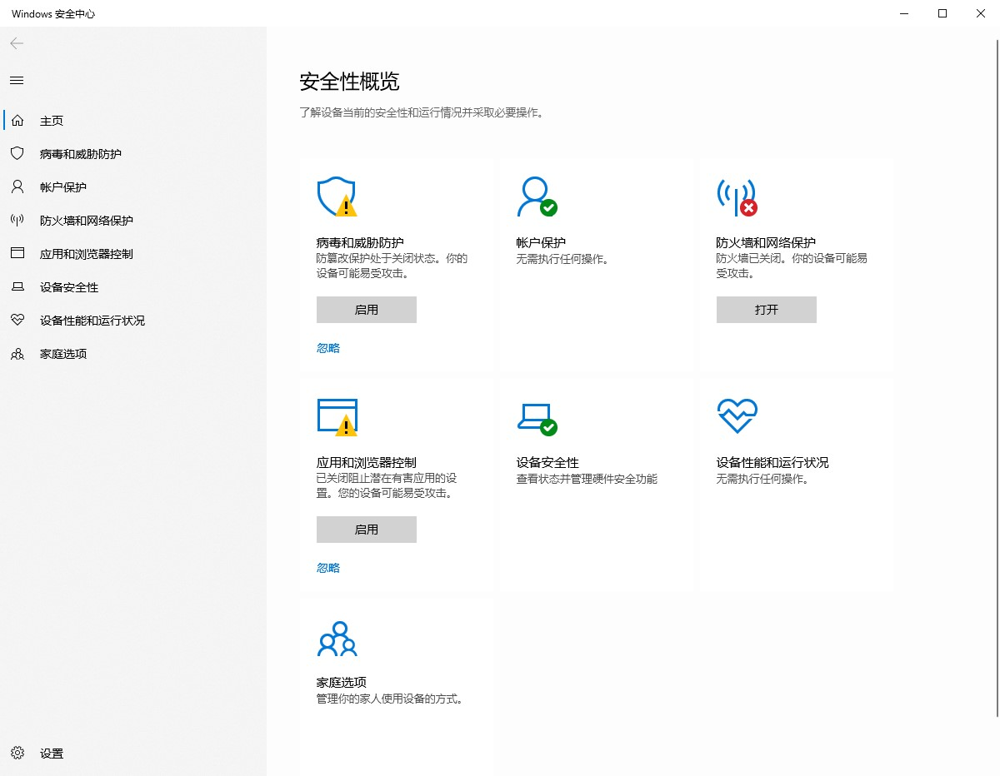 Windows 安全中心
主页
病毒和威胁防护
帐户保护
防火墙和网络保护
应用和浏览器控制
设备安全性
设备性能和运行状况
家庭选项
设置
安全性概览
了解设备当前的安全性和运行情况并采取必要操作。
病毒和威胁防护
防篡改保护处于关闭状态。你的
设备可能易受攻击。
启用
忽略
帐户保护
无需执行任何操作。
防火墙和网络保护
防火墙已关闭。你的设备可能易
受攻击。
打开
应用和浏览器控制
已关闭阻止潜在有害应用的设
置。您的设备可能易受攻击。
启用
忽略
设备安全性
查看状态并管理硬件安全功能
设备性能和运行状况
无需执行任何操作。
家庭选项
管理你的家人使用设备的方式。